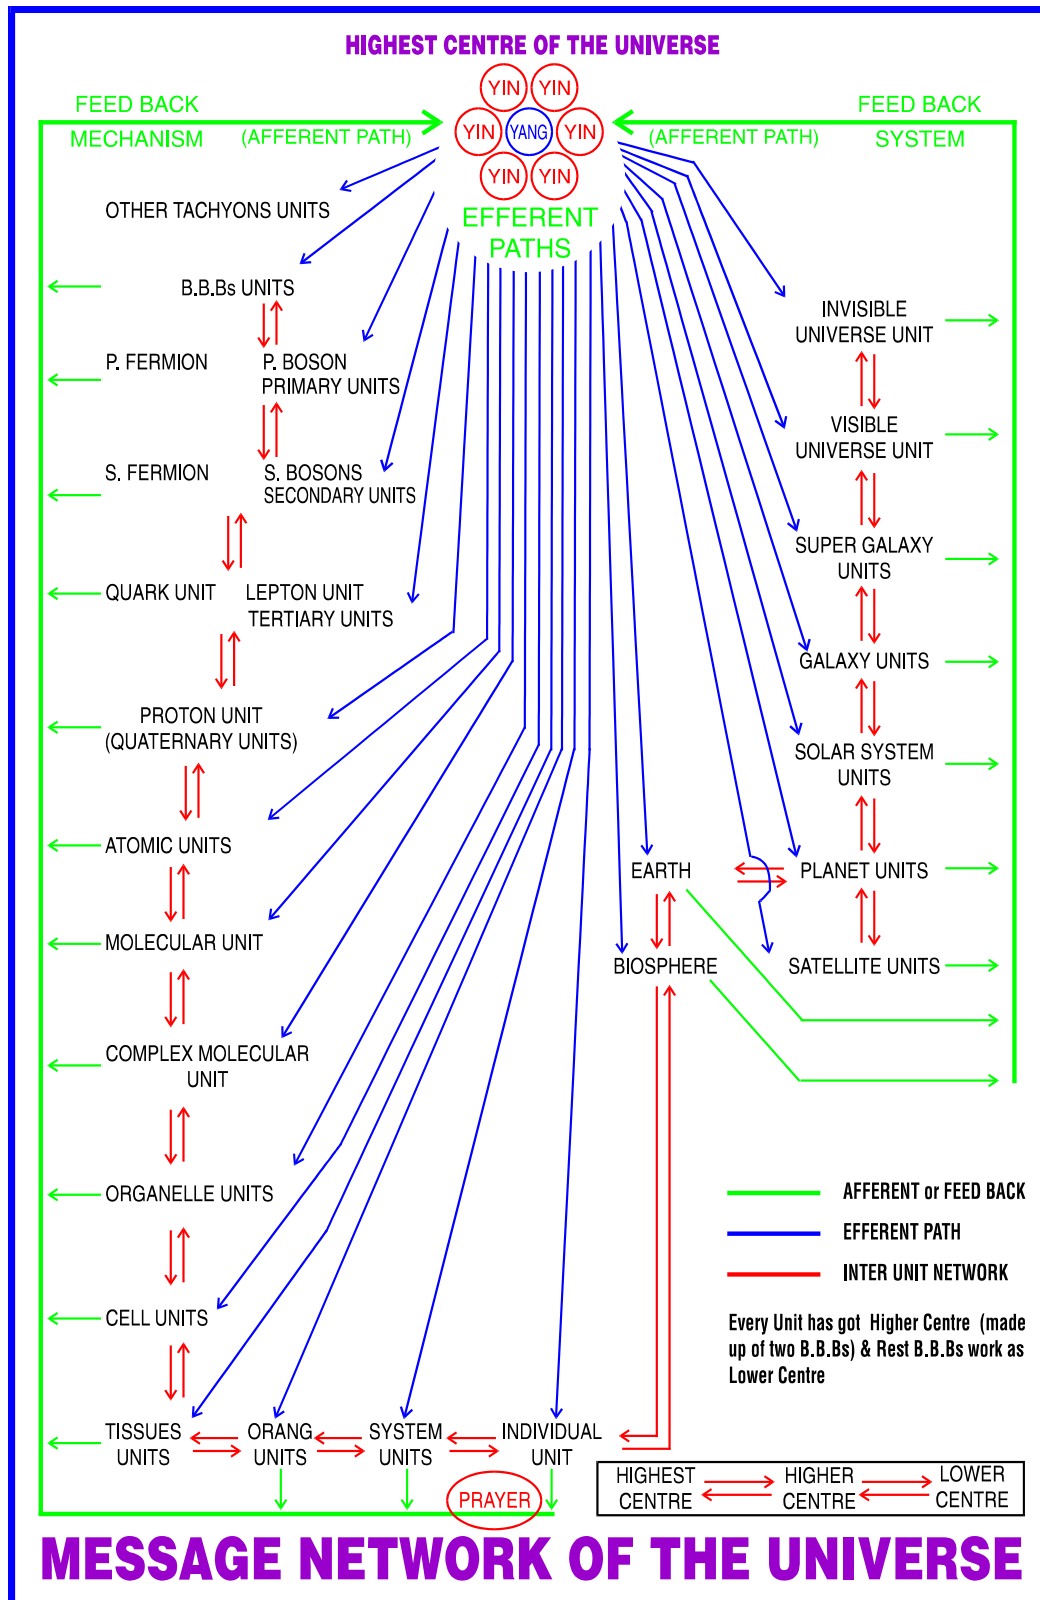 HIGHEST CENTRE OF THE UNIVERSE
YIN YIN
YIN YANG YIN
YIN YIN
FEED BACK
MECHANISM (AFFERENT PATH)
FEED BACK
(AFFERENT PATH) SYSTEM
EFFERENT
PATHS
OTHER TACHYONS UNITS
B.B.Bs UNITS
P. FERMION P. BOSON
PRIMARY UNITS
S. FERMION S. BOSONS
SECONDARY UNITS
QUARK UNIT LEPTON UNIT
TERTIARY UNITS
PROTON UNIT
(QUATERNARY UNITS)
ATOMIC UNITS
MOLECULAR UNIT
COMPLEX MOLECULAR
UNIT
ORGANELLE UNITS
CELL UNITS
TISSUES
UNITS
ORANG
UNITS
SYSTEM
UNITS
INDIVIDUAL
UNIT
PRAYER
INVISIBLE
UNIVERSE UNIT
VISIBLE
UNIVERSE UNIT
SUPER GALAXY
UNITS
GALAXY UNITS
SOLAR SYSTEM
UNITS
EARTH
PLANET UNITS
BIOSPHERE
SATELLITE UNITS
AFFERENT or FEED BACK
EFFERENT PATH
INTER UNIT NETWORK
Every Unit has got Higher Centre (made
up of two B.B.Bs) & Rest B.B.Bs work as
Lower Centre
HIGHEST
CENTRE
HIGHER
CENTRE
LOWER
CENTRE
MESSAGE NETWORK OF THE UNIVERSE